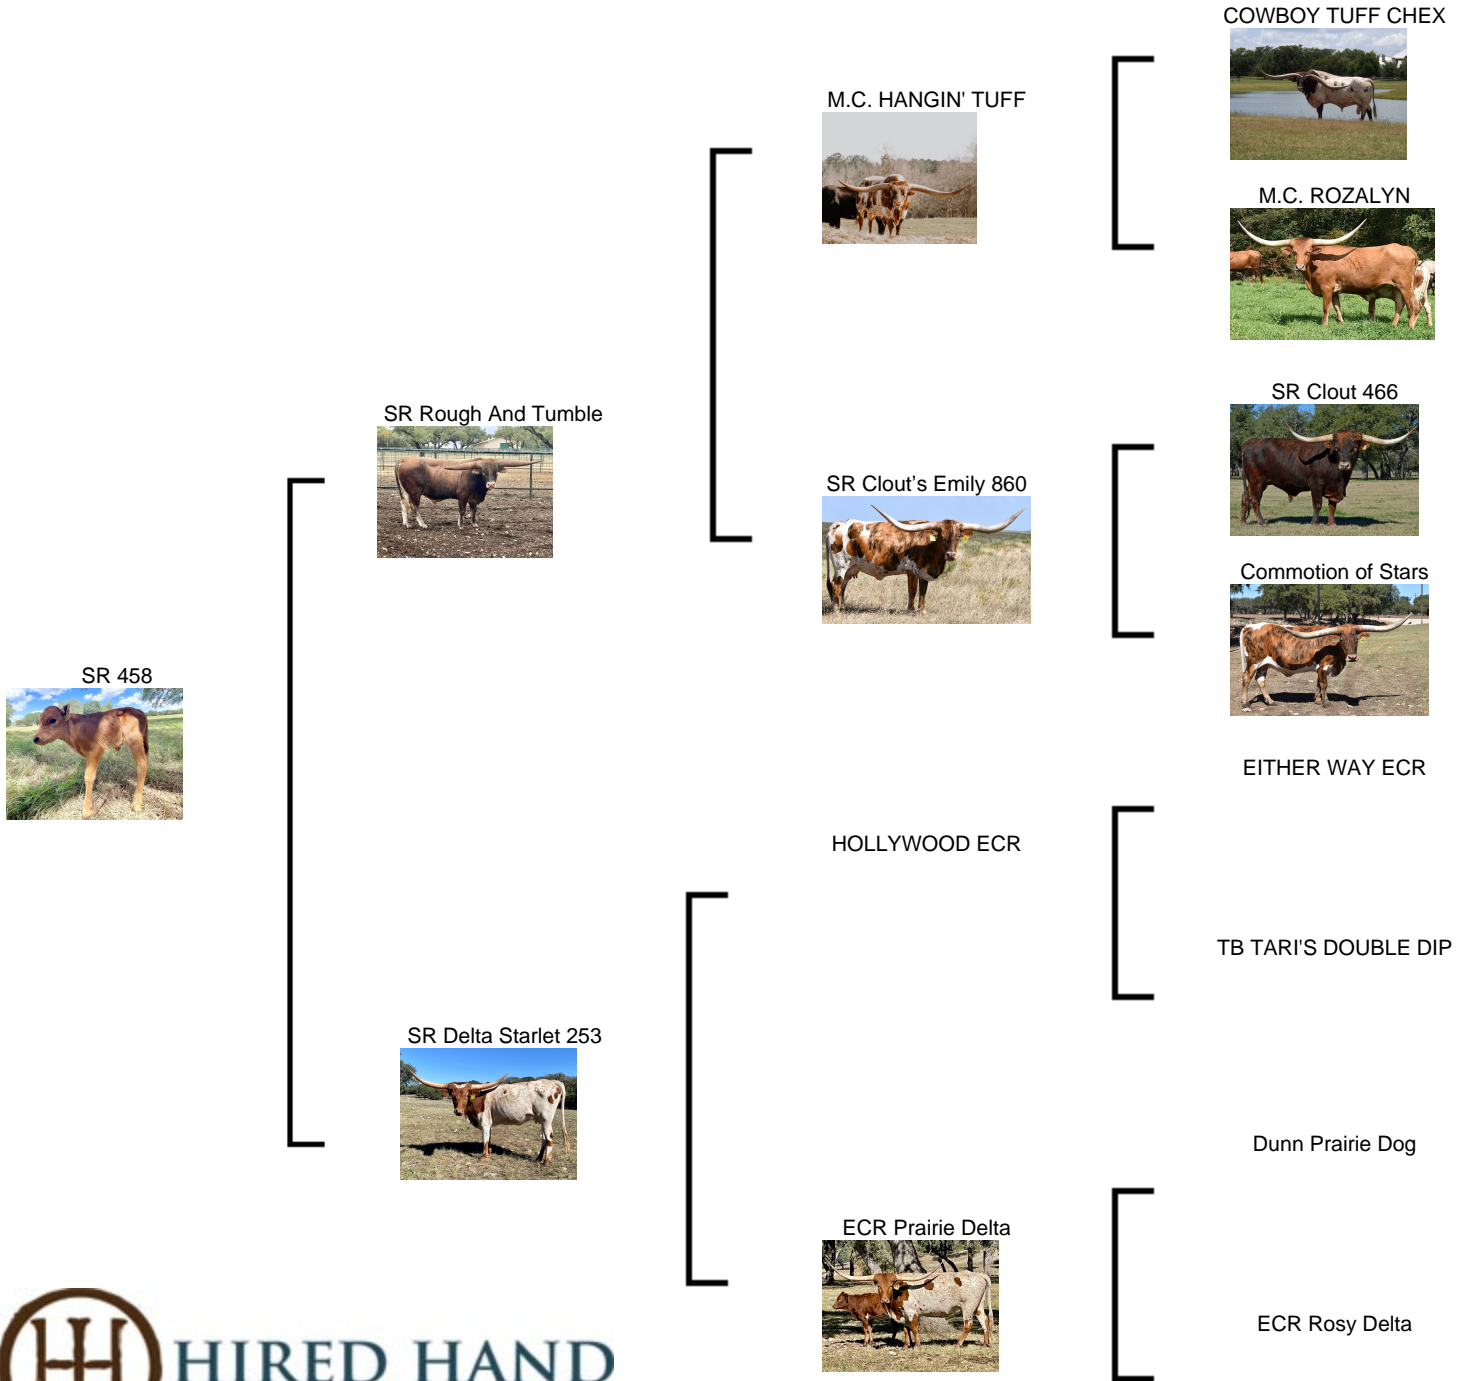 COWBOY TUFF CHEX
M.C. HANGIN' TUFF
M.C. ROZALYN
SR Rough And Tumble
SR Clout 466
SR Clout's Emily 860
Commotion of Stars
SR 458
EITHER WAY ECR
HOLLYWOOD ECR
TB TARI'S DOUBLE DIP
SR Delta Starlet 253
Dunn Prairie Dog
ECR Prairie Delta
ECR Rosy Delta
HIRED HAND